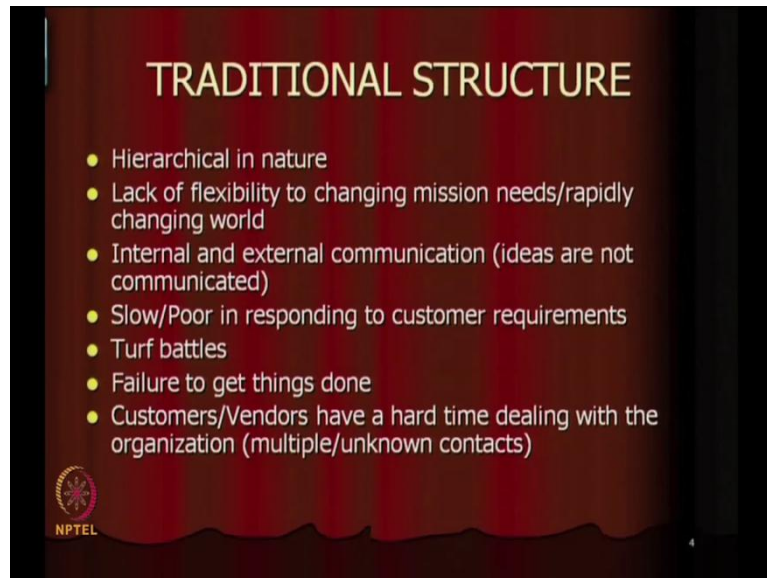 TRADITIONAL STRUCTURE
Hierarchical in nature
Lack of flexibility to changing mission needs/rapidly
changing world
Internal and external communication (ideas are not
communicated)
Slow/Poor in responding to customer requirements
Turf battles
Failure to get things done
Customers/Vendors have a hard time dealing with the
organization (multiple/unknown contacts)
NPTEL
4